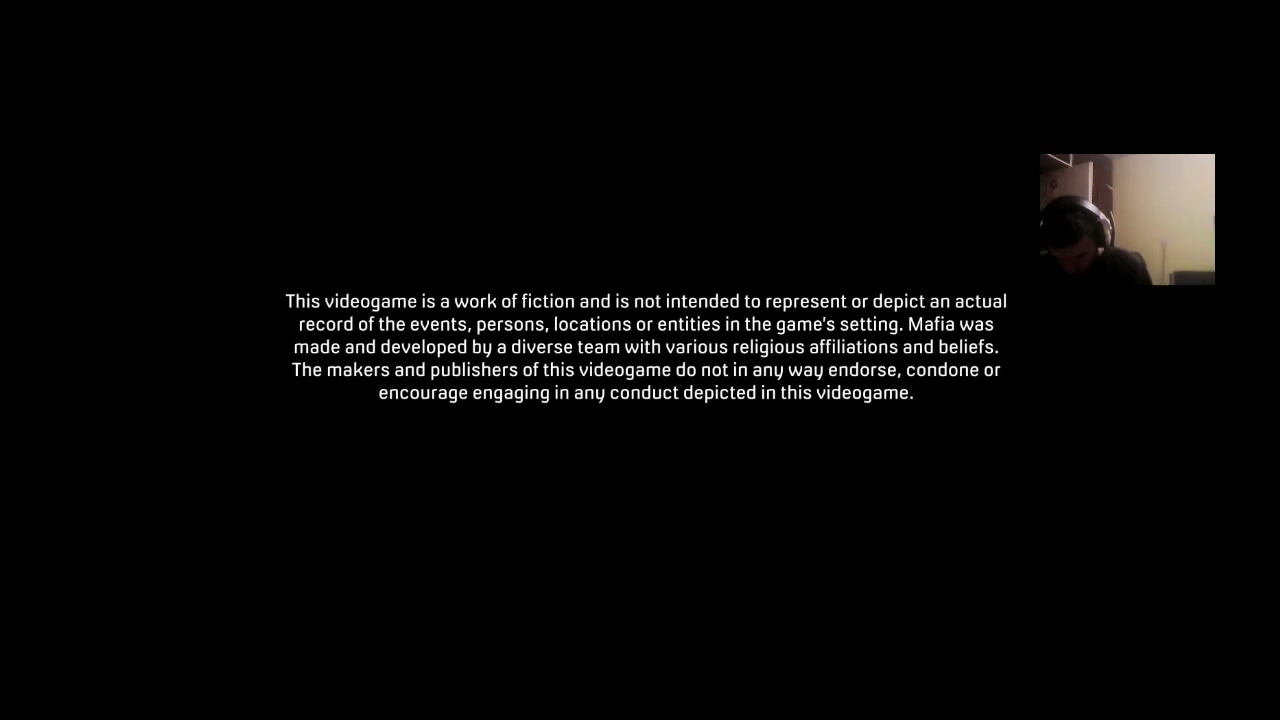 This videogame is a work of fiction and is not intended to represent or depict an actual
record of the events, persons, locations or entities in the game's setting. Mafia was
made and developed by a diverse team with various religious affiliations and beliefs.
The makers and publishers of this videogame do not in any way endorse, condone or
encourage engaging in any conduct depicted in this videogame.